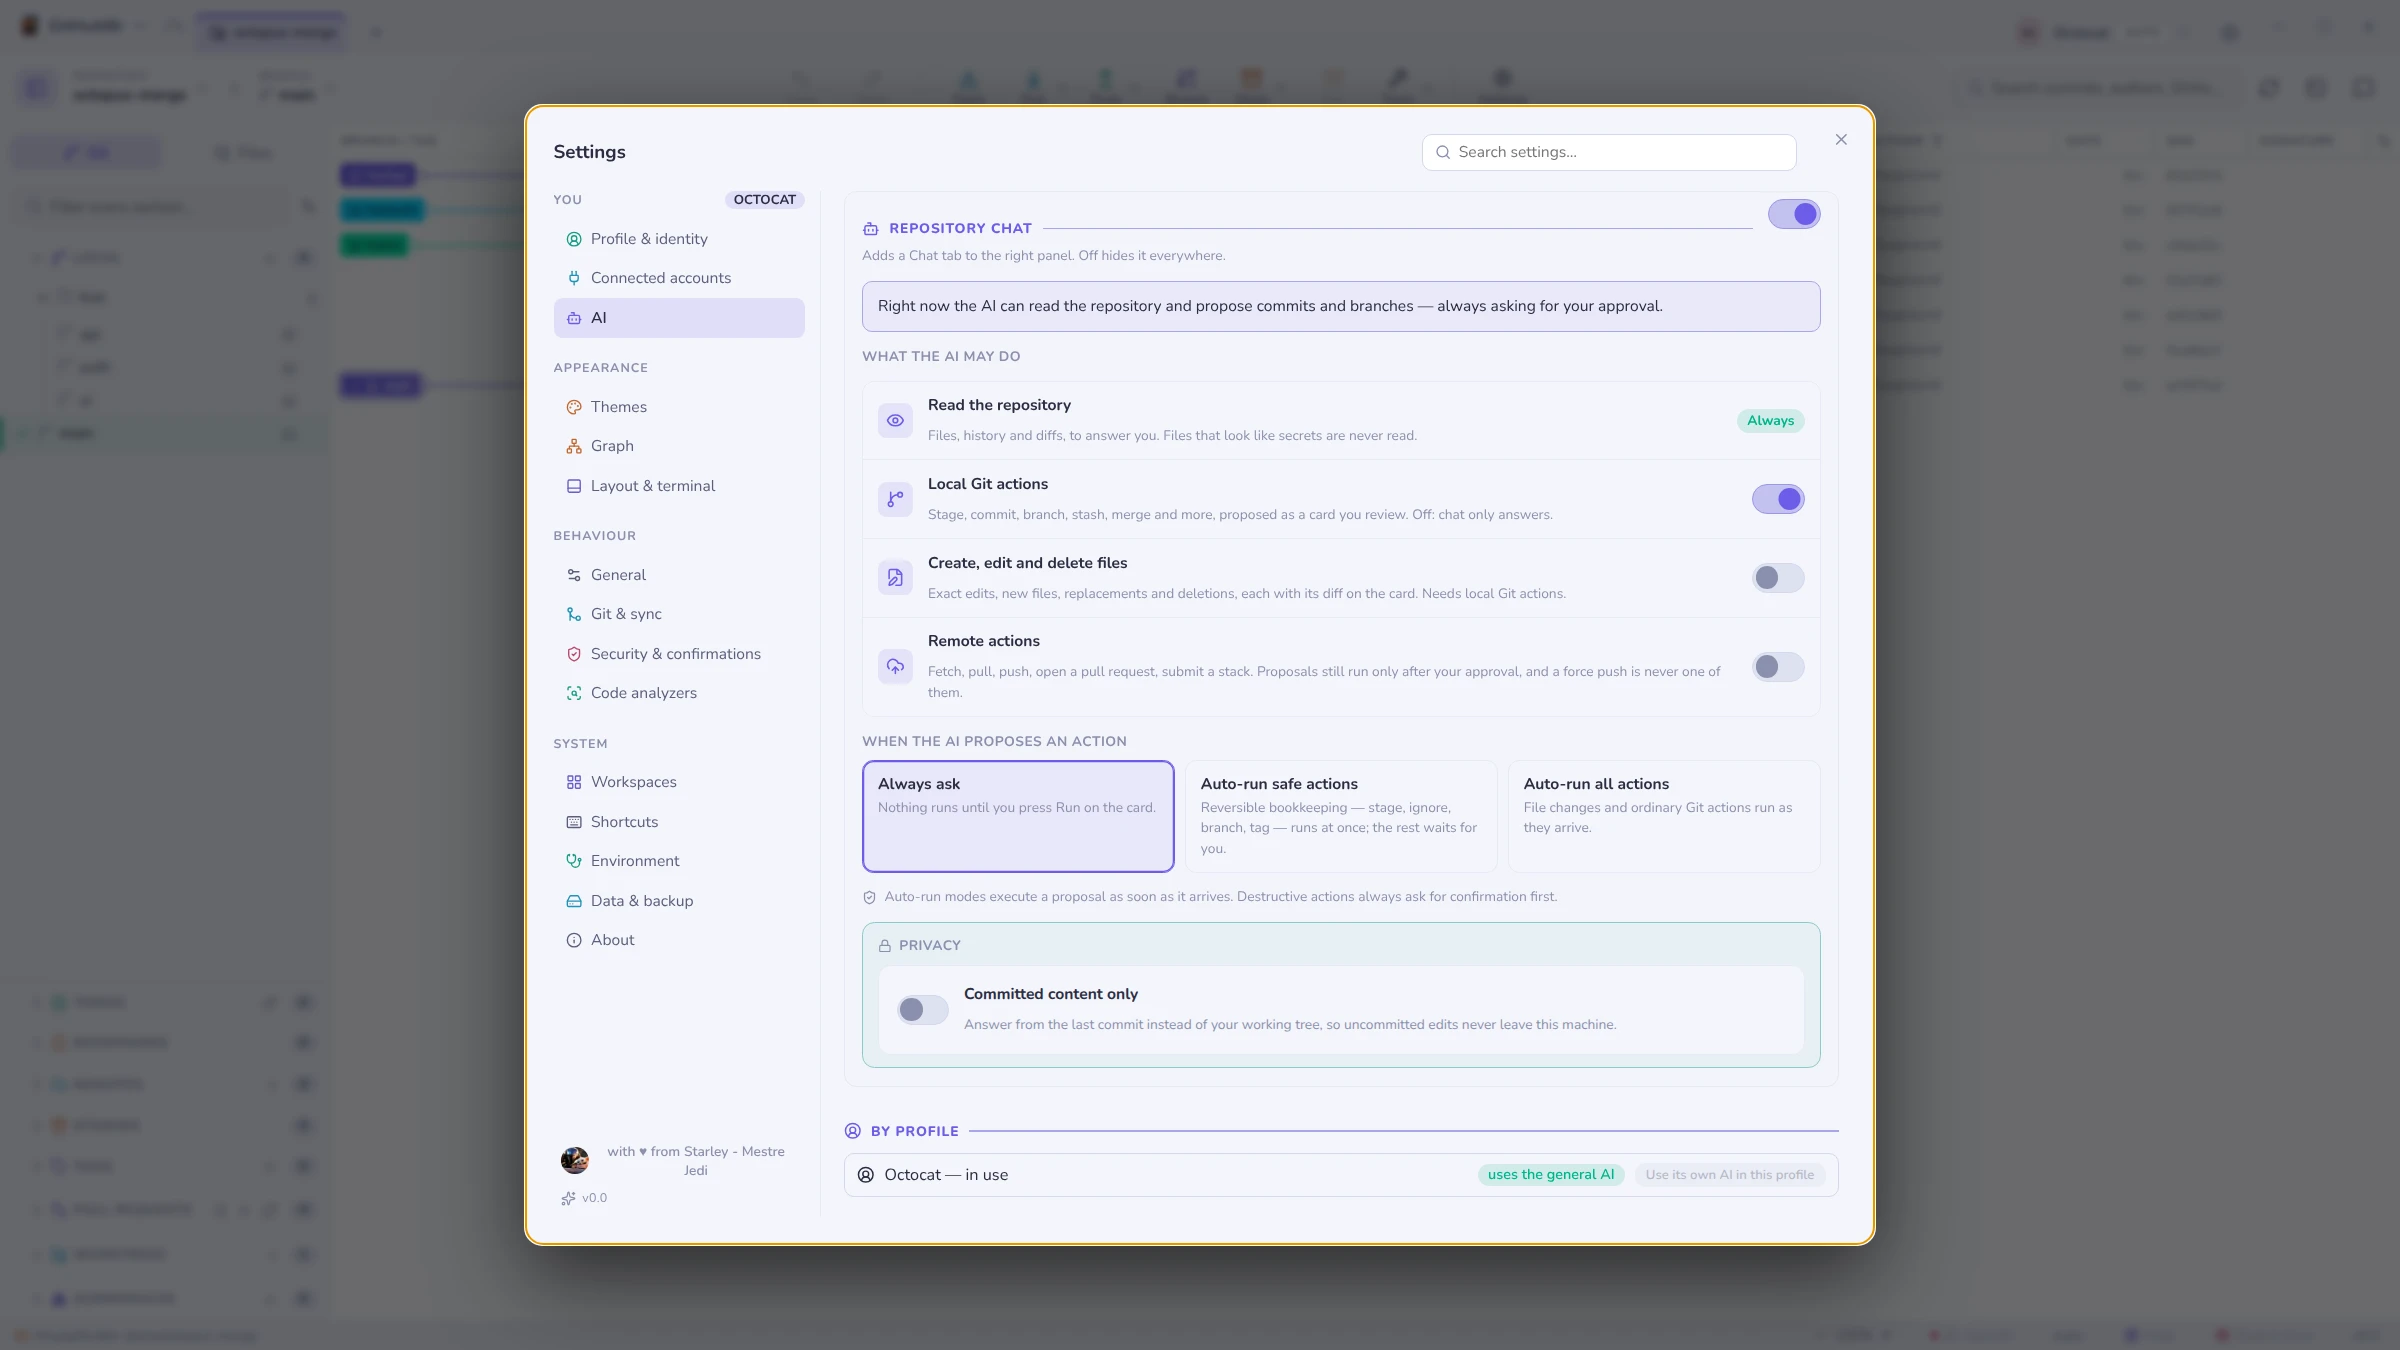 Settings
Search settings...
YOU
OCTOCAT
Profile & identity
Connected accounts
AI
APPEARANCE
Themes
Graph
Layout & terminal
BEHAVIOUR
General
Git & sync
Security & confirmations
Code analyzers
SYSTEM
Workspaces
Shortcuts
Environment
Data & backup
About
with ♥ from Starley - Mestre
Jedi
v0.0
REPOSITORY CHAT
Adds a Chat tab to the right panel. Off hides it everywhere.
Right now the AI can read the repository and propose commits and branches — always asking for your approval.
WHAT THE AI MAY DO
Read the repository
Files, history and diffs, to answer you. Files that look like secrets are never read.
Always
Local Git actions
Stage, commit, branch, stash, merge and more, proposed as a card you review. Off: chat only answers.
Create, edit and delete files
Exact edits, new files, replacements and deletions, each with its diff on the card. Needs local Git actions.
Remote actions
Fetch, pull, push, open a pull request, submit a stack. Proposals still run only after your approval, and a force push is never one of
them.
WHEN THE AI PROPOSES AN ACTION
Always ask
Nothing runs until you press Run on the card.
Auto-run safe actions
Reversible bookkeeping — stage, ignore,
branch, tag — runs at once; the rest waits for
you.
Auto-run all actions
File changes and ordinary Git actions run as
they arrive.
Auto-run modes execute a proposal as soon as it arrives. Destructive actions always ask for confirmation first.
PRIVACY
Committed content only
Answer from the last commit instead of your working tree, so uncommitted edits never leave this machine.
BY PROFILE
Octocat — in use
uses the general AI
Use its own AI in this profile